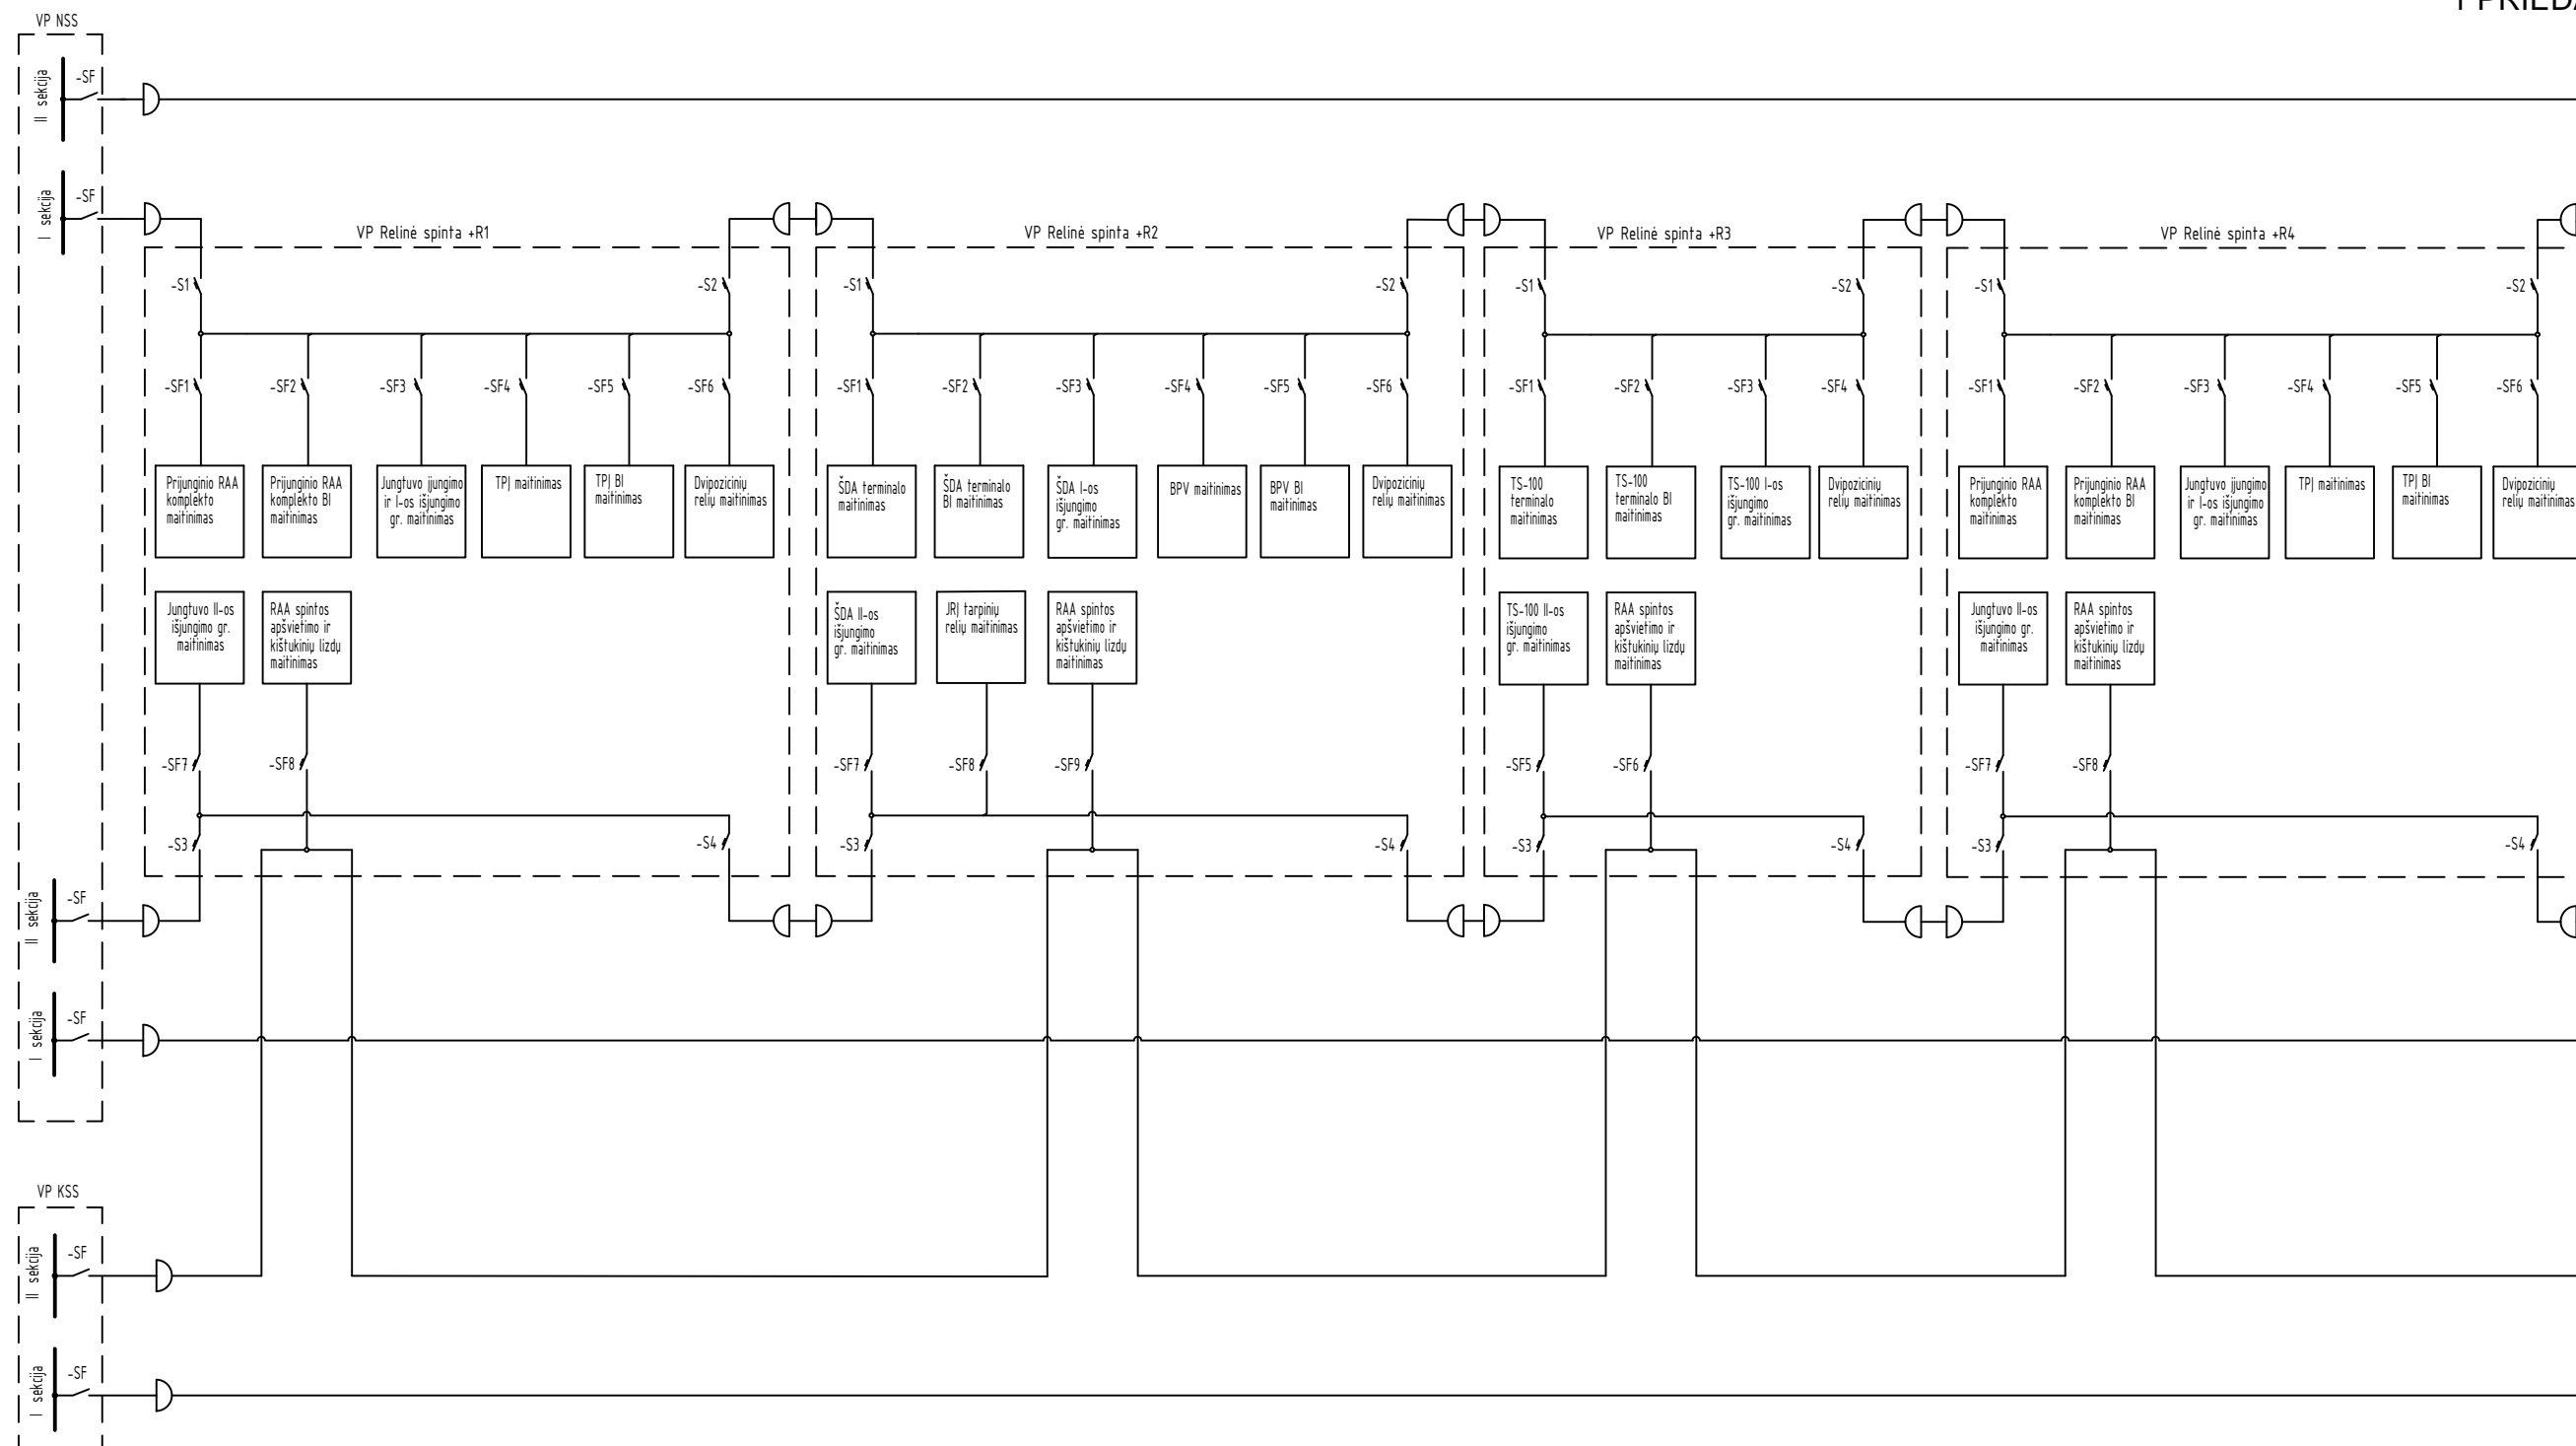 I PRIEDA
VP NSS
II sekcija
-SF
I sekcija
-SF
VP Relinė spinta +R1
-S1
-S2
-SF1
-SF2
-SF3
-SF4
-SF5
-SF6
Prijunginio RAA
komplekto
maitinimas
Prijunginio RAA
komplekto BI
maitinimas
Jungtuvo įjungimo
ir I-os išjungimo
gr. maitinimas
TPĮ maitinimas
TPĮ BI
maitinimas
Dvipozicinių
relių maitinimas
Jungtuvo II-os
išjungimo gr.
maitinimas
RAA spintos
apšvietimo ir
kištukinių lizdų
maitinimas
-SF7
-SF8
-S3
-S4
VP Relinė spinta +R2
-S1
-S2
-SF1
-SF2
-SF3
-SF4
-SF5
-SF6
ŠDA terminalo
maitinimas
ŠDA terminalo
BI maitinimas
ŠDA I-os
išjungimo
gr. maitinimas
BPV maitinimas
BPV BI
maitinimas
Dvipozicinių
relių maitinimas
ŠDA II-os
išjungimo
gr. maitinimas
JRĮ tarpinių
relių maitinimas
RAA spintos
apšvietimo ir
kištukinių lizdų
maitinimas
-SF7
-SF8
-SF9
-S3
-S4
VP Relinė spinta +R3
-S1
-S2
-SF1
-SF2
-SF3
-SF4
TS-100
terminalo
maitinimas
TS-100
terminalo BI
maitinimas
TS-100 I-os
išjungimo
gr. maitinimas
Dvipozicinių
relių maitinimas
TS-100 II-os
išjungimo
gr. maitinimas
RAA spintos
apšvietimo ir
kištukinių lizdų
maitinimas
-SF5
-SF6
-S3
-S4
VP Relinė spinta +R4
-S1
-S2
-SF1
-SF2
-SF3
-SF4
-SF5
-SF6
Prijunginio RAA
komplekto
maitinimas
Prijunginio RAA
komplekto BI
maitinimas
Jungtuvo įjungimo
ir I-os išjungimo
gr. maitinimas
TPĮ maitinimas
TPĮ BI
maitinimas
Dvipozicinių
relių maitinimas
Jungtuvo II-os
išjungimo gr.
maitinimas
RAA spintos
apšvietimo ir
kištukinių lizdų
maitinimas
-SF7
-SF8
-S3
-S4
II sekcija
-SF
I sekcija
-SF
VP KSS
II sekcija
-SF
I sekcija
-SF